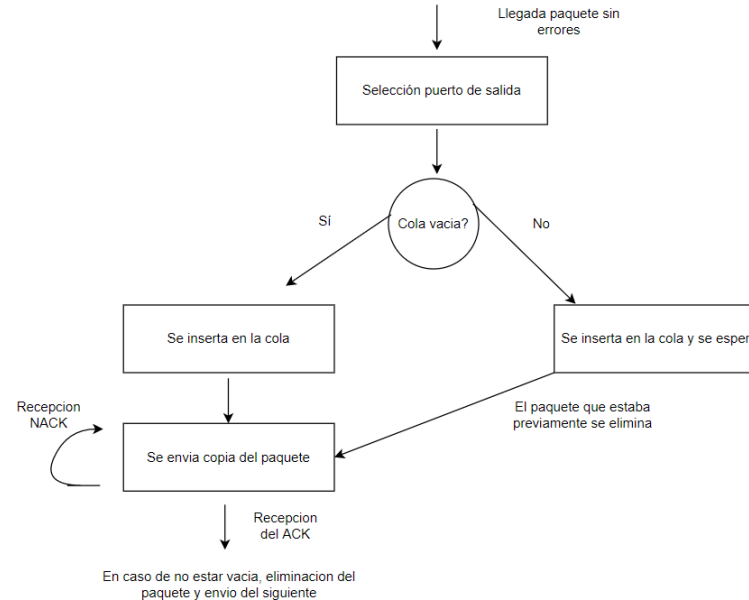 Llegada paquete sin
errores
Selección puerto de salida
Cola vacia?
Sí
No
Se inserta en la cola
Se inserta en la cola y se esper
Recepcion
NACK
El paquete que estaba
previamente se elimina
Se envia copia del paquete
Recepcion
del ACK
En caso de no estar vacia, eliminacion del
paquete y envio del siguiente